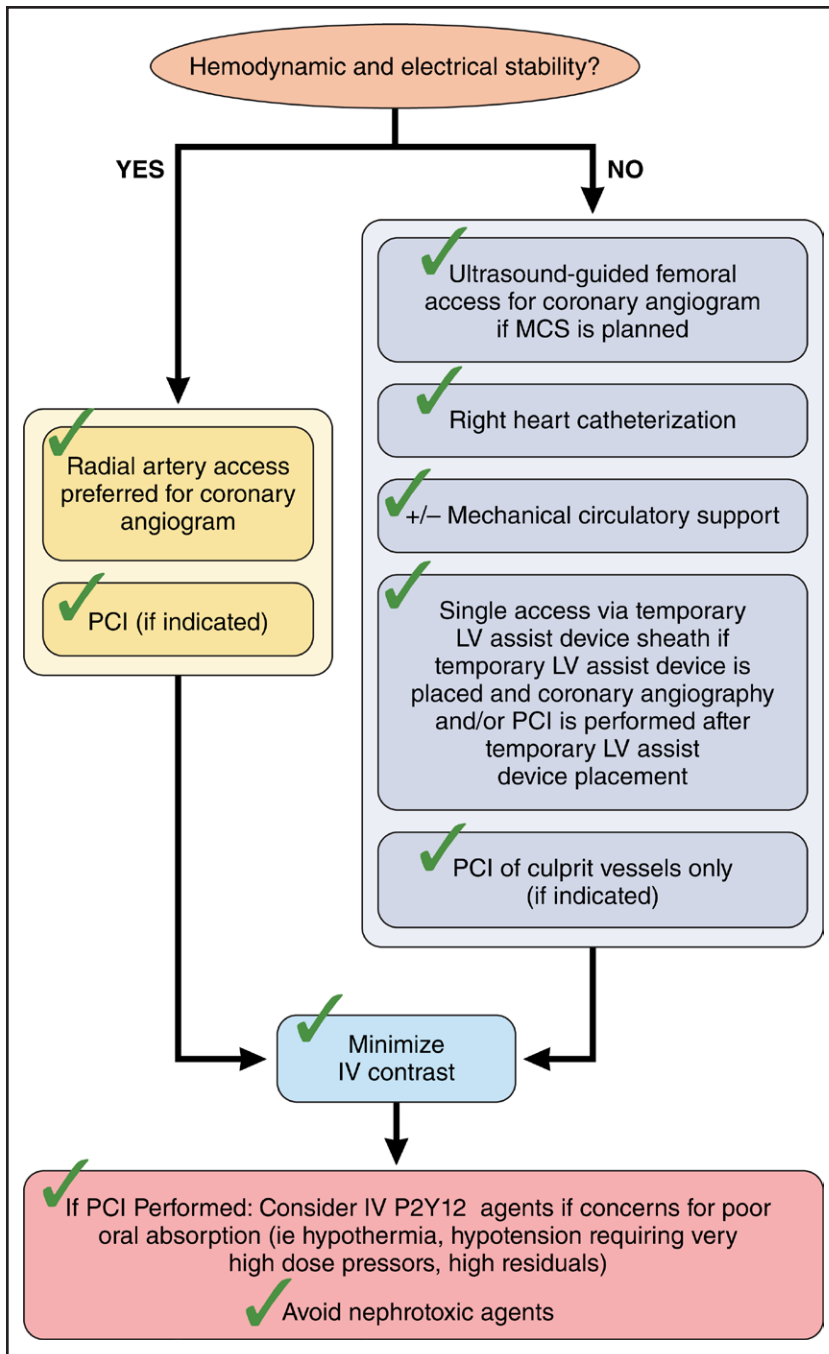 Hemodynamic and electrical stability?
YES
NO
Radial artery access
preferred for coronary
angiogram
PCI (if indicated)
Ultrasound-guided femoral
access for coronary angiogram
if MCS is planned
Right heart catheterization
+/– Mechanical circulatory support
Single access via temporary
LV assist device sheath if
temporary LV assist device is
placed and coronary angiography
and/or PCI is performed after
temporary LV assist
device placement
PCI of culprit vessels only
(if indicated)
Minimize
IV contrast
If PCI Performed: Consider IV P2Y12 agents if concerns for poor
oral absorption (ie hypothermia, hypotension requiring very
high dose pressors, high residuals)
Avoid nephrotoxic agents